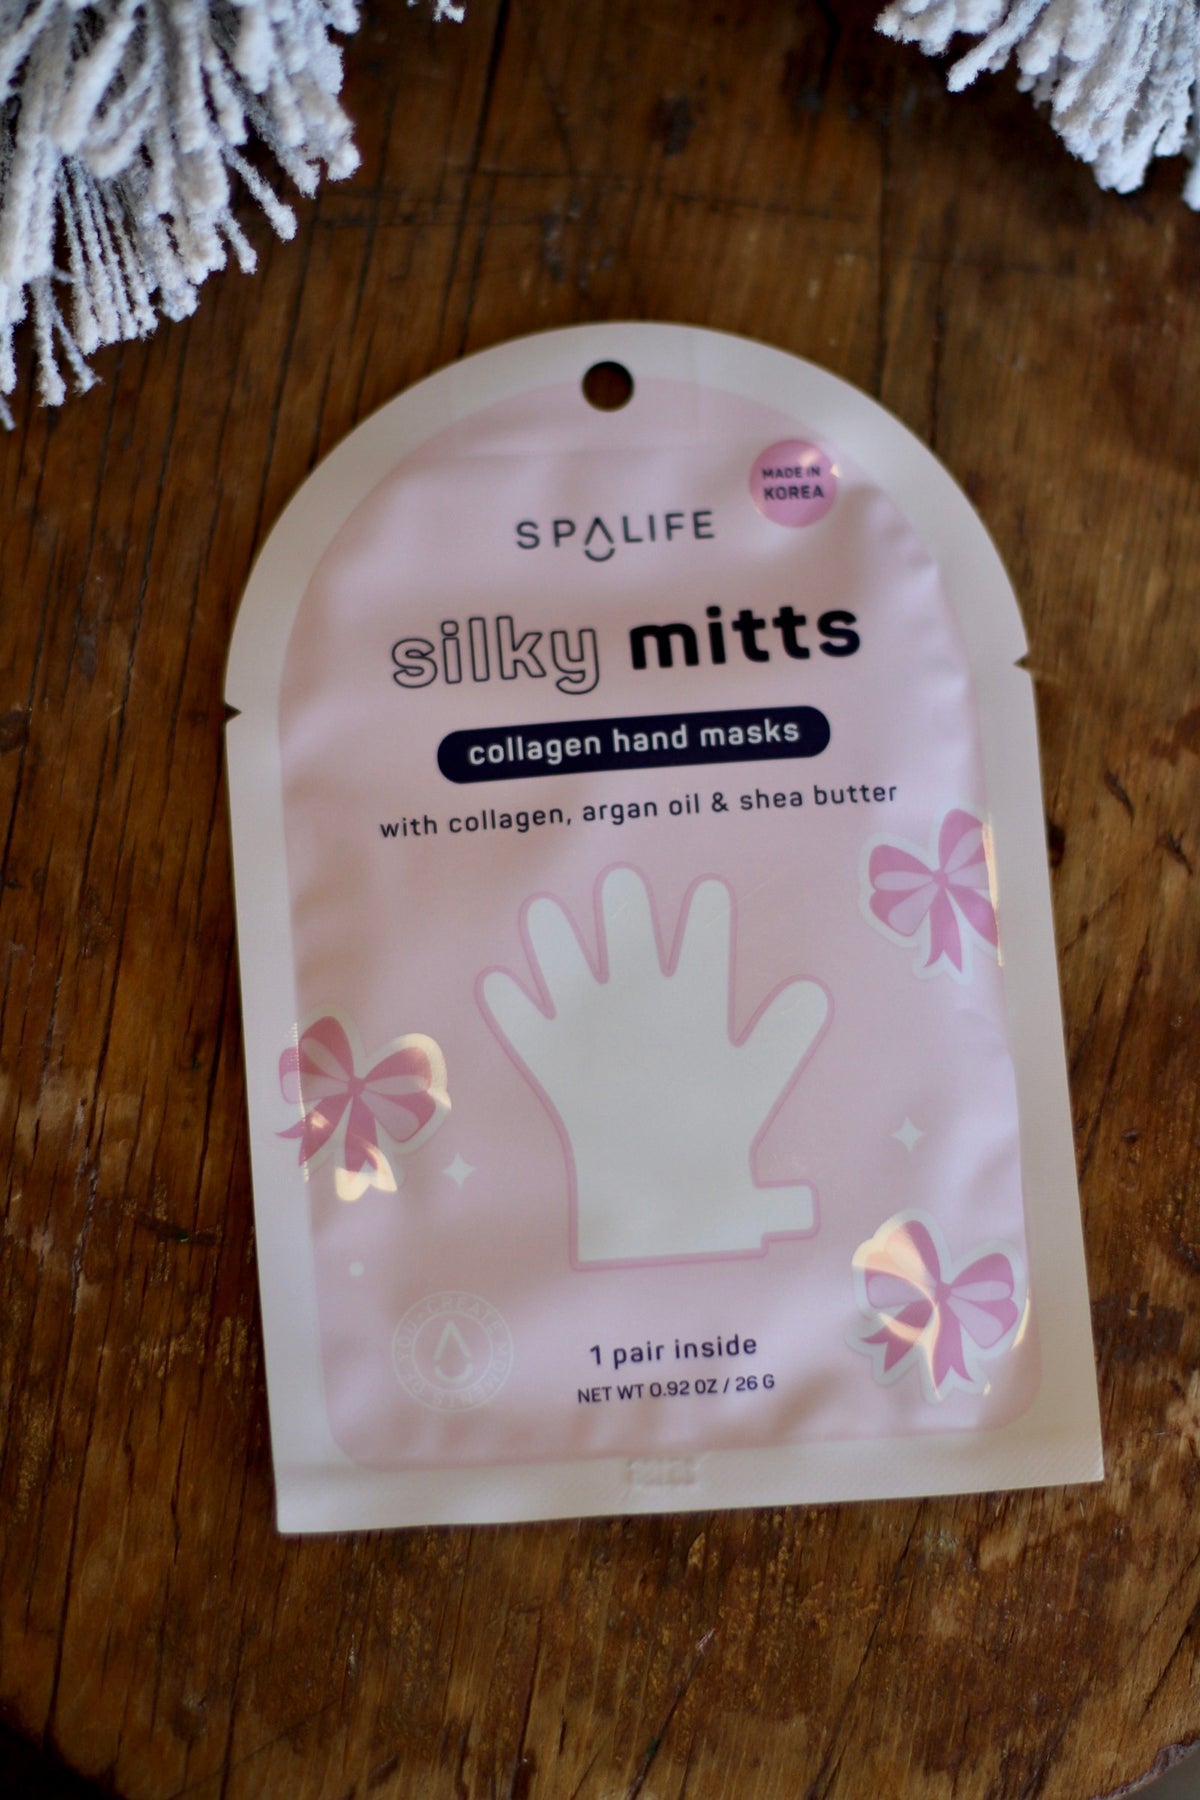 MADE IN
KOREA
SPALIFE
silky mitts
collagen hand masks
with collagen, argan oil & shea butter
1 pair inside
NET WT 0.92 OZ / 26 G